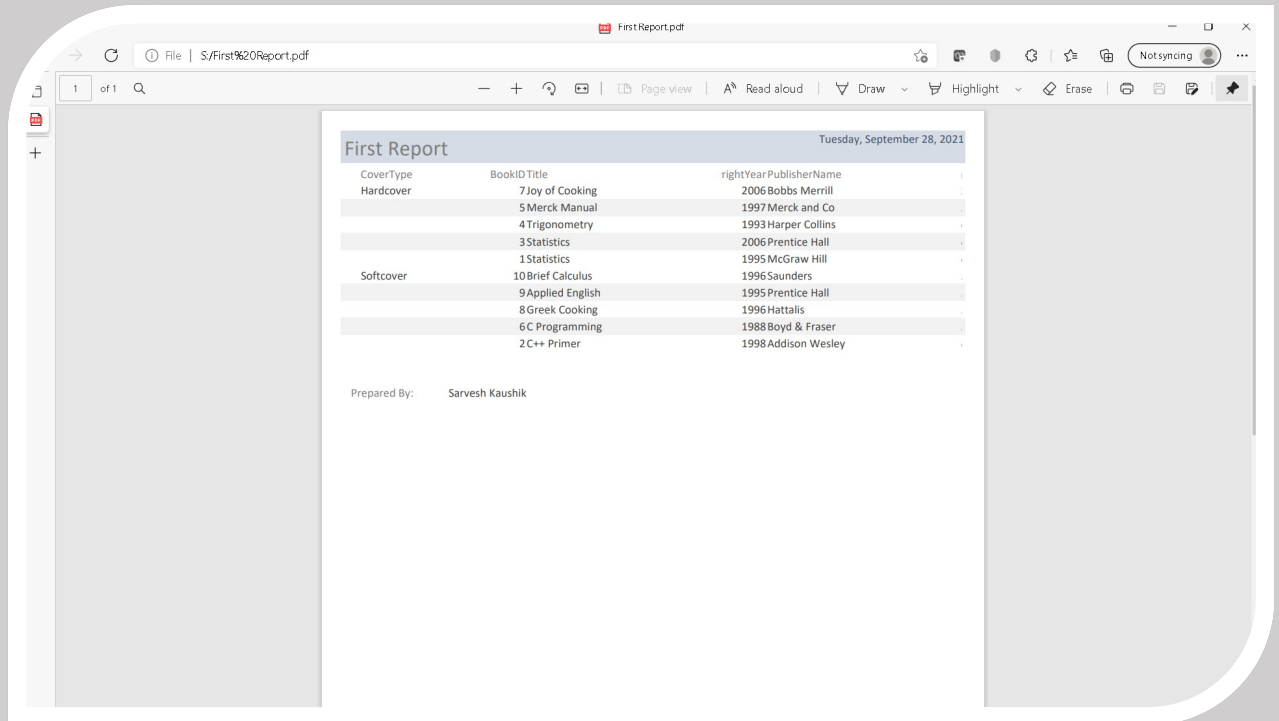 First Report.pdf
File | S:/First%20Report.pdf
Not syncing
1 of 1
Page view
Read aloud
Draw
Highlight
Erase
First Report
Tuesday, September 28, 2021
CoverType BookID Title rightYear PublisherName
Hardcover 7 Joy of Cooking 2006 Bobbs Merrill
5 Merck Manual 1997 Merck and Co
4 Trigonometry 1993 Harper Collins
3 Statistics 2006 Prentice Hall
1 Statistics 1995 McGraw Hill
Softcover 10 Brief Calculus 1996 Saunders
9 Applied English 1995 Prentice Hall
8 Greek Cooking 1996 Hattalis
6 C Programming 1988 Boyd & Fraser
2 C++ Primer 1998 Addison Wesley
Prepared By: Sarvesh Kaushik